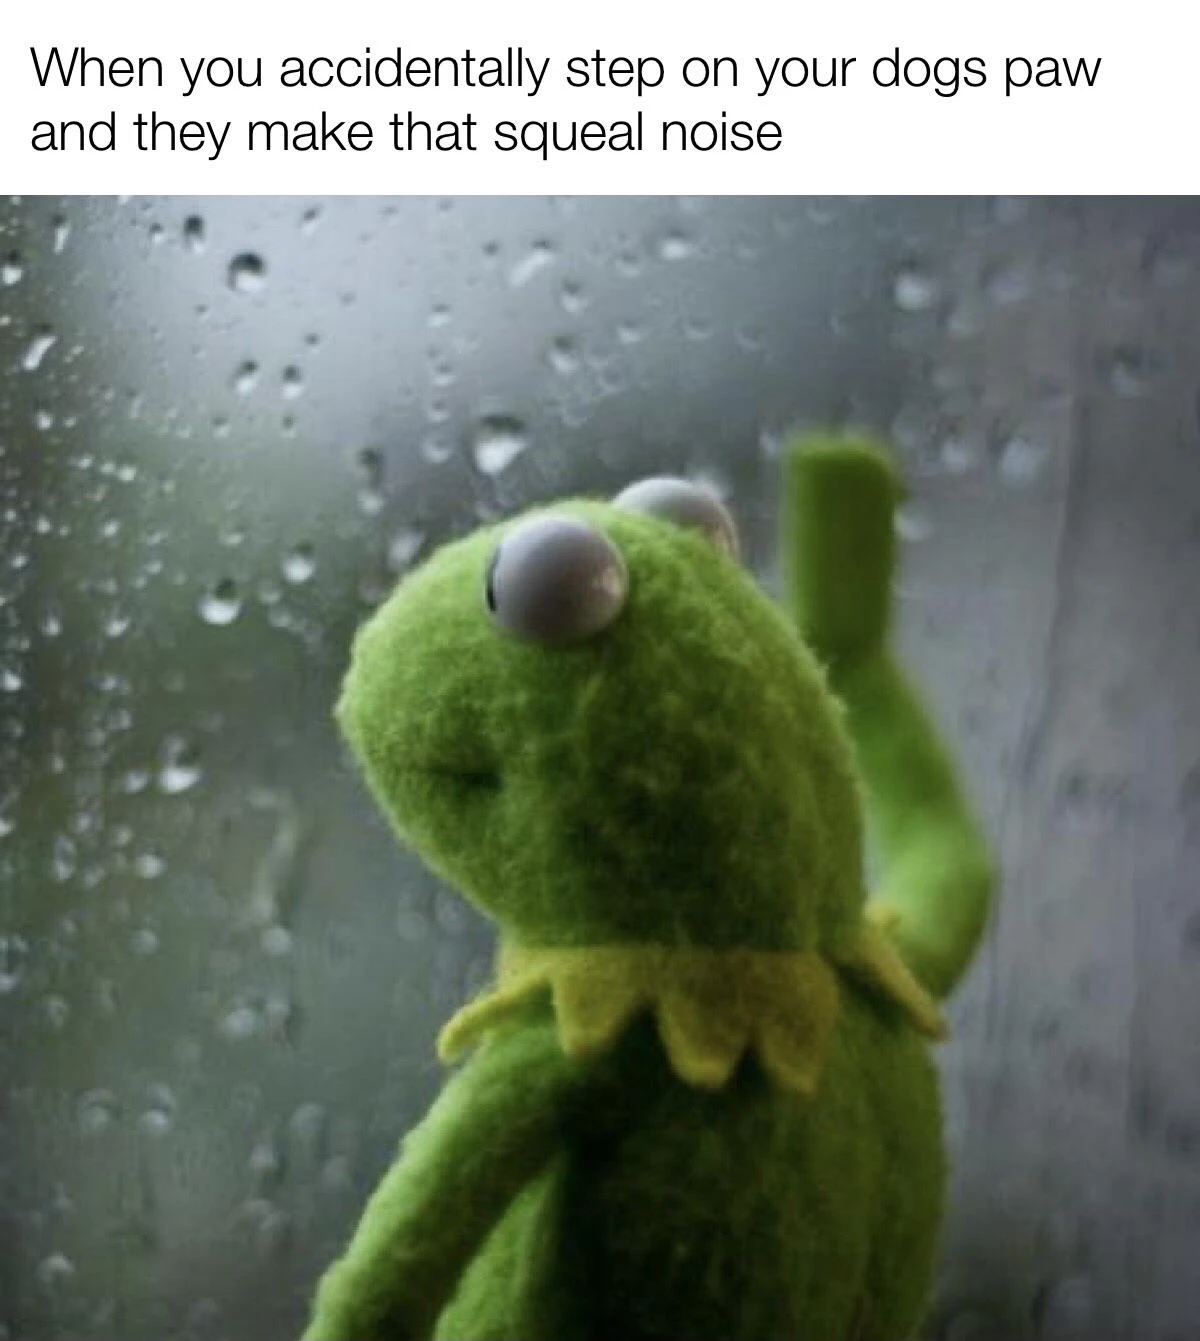 When you accidentally step on your dogs paw
and they make that squeal noise